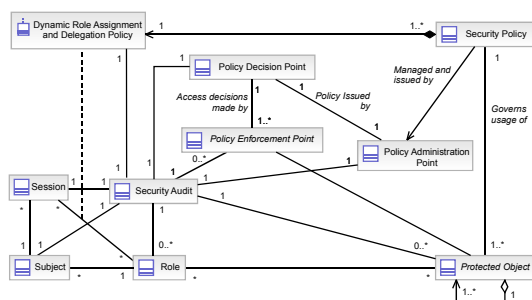 Dynamic Role Assignment
and Delegation Policy
1
1..*
Security Policy
1
1
1
Policy Decision Point
Managed and
issued by
1
1
Access decisions
made by
Policy Issued
by
Governs
usage of
1..*
1
Policy Enforcement Point
0..*
Policy Administration
Point
1
1
1
1
Session
1
1
Security Audit
1
1
*
*
1
1
1
*
0..*
0..*
1..*
Subject
*
1
Role
*
*
Protected Object
1..*
1